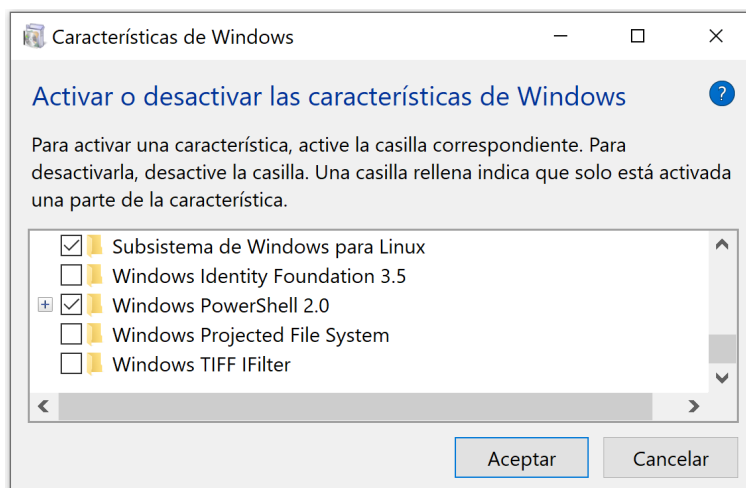 Características de Windows
Activar o desactivar las características de Windows
?
Para activar una característica, active la casilla correspondiente. Para
desactivarla, desactive la casilla. Una casilla rellena indica que solo está activada
una parte de la característica.
Subsistema de Windows para Linux
Windows Identity Foundation 3.5
Windows PowerShell 2.0
Windows Projected File System
Windows TIFF IFilter
Aceptar
Cancelar